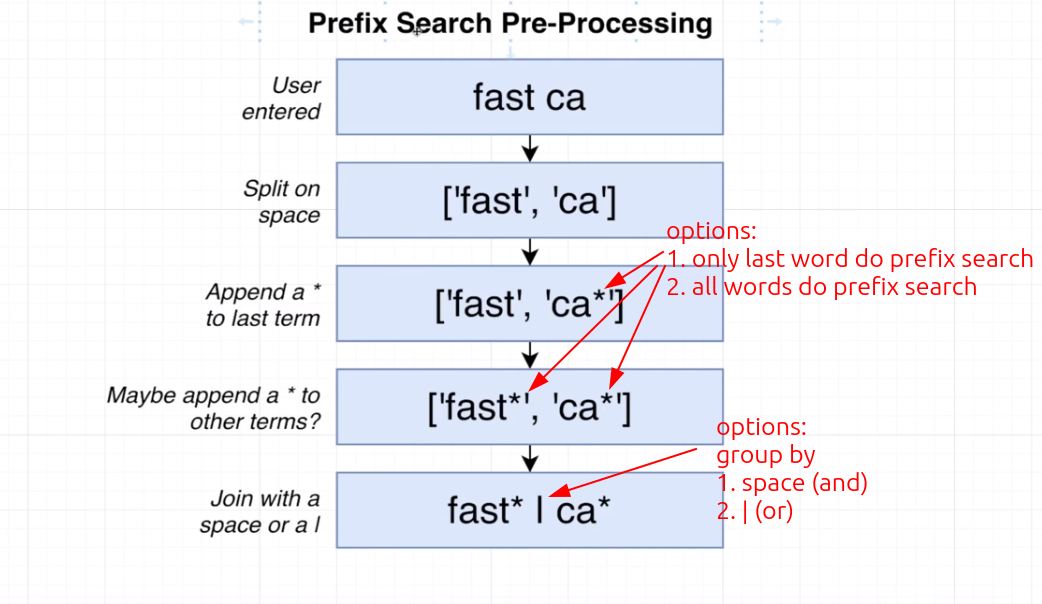 Prefix Search Pre-Processing
User
entered
fast ca
Split on
space
['fast', 'ca']
options:
1. only last word do prefix search
2. all words do prefix search
Append a *
to last term
['fast', 'ca*']
Maybe append a * to
other terms?
['fast*', 'ca*']
options:
group by
1. space (and)
2. | (or)
Join with a
space or a |
fast* | ca*